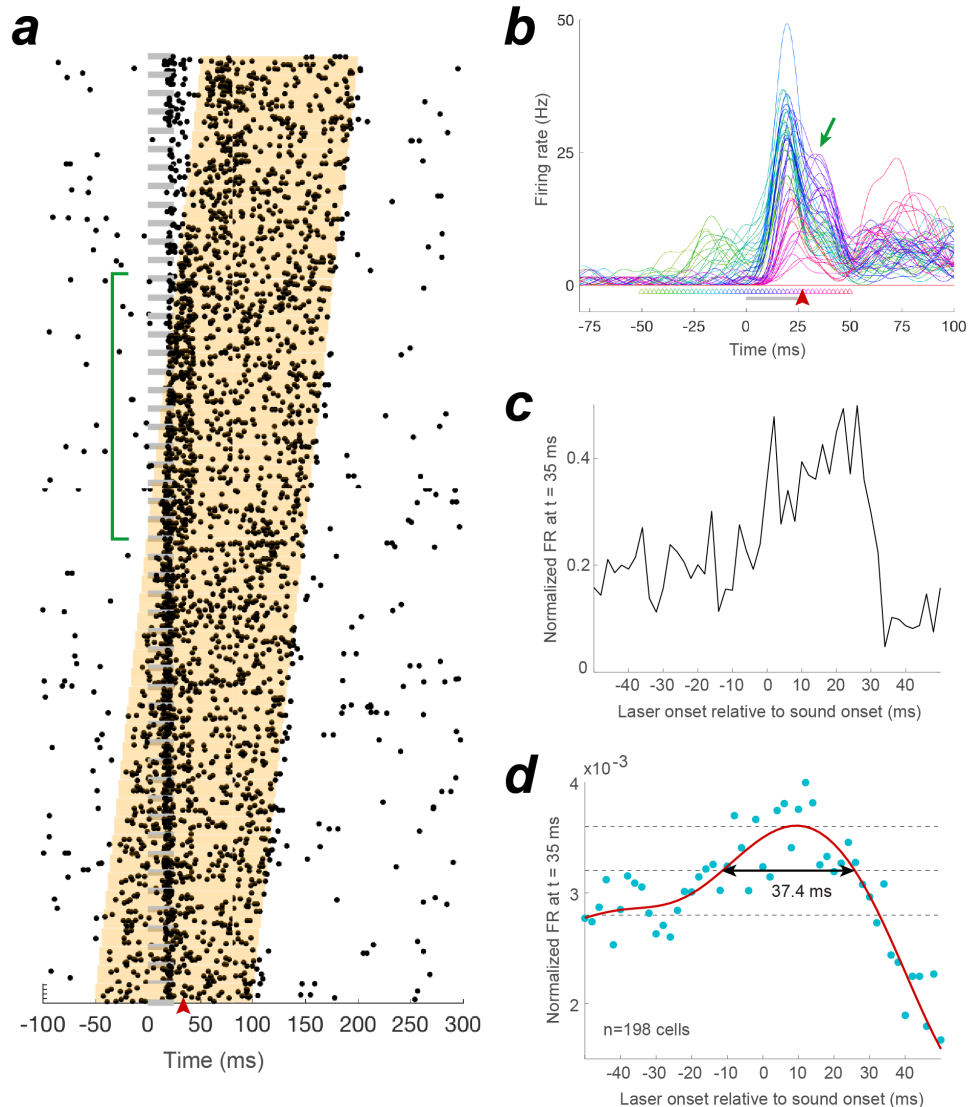 a
-100 -50 0 50 100 150 200 250 300
Time (ms)
b
50
25
0
Firing rate (Hz)
-75 -50 -25 0 25 50 75 100
Time (ms)
c
0.4
0.2
0
Normalized FR at t = 35 ms
-40 -30 -20 -10 0 10 20 30 40
Laser onset relative to sound onset (ms)
d
x10-3
4
3
2
Normalized FR at t = 35 ms
37.4 ms
n=198 cells
-40 -30 -20 -10 0 10 20 30 40
Laser onset relative to sound onset (ms)